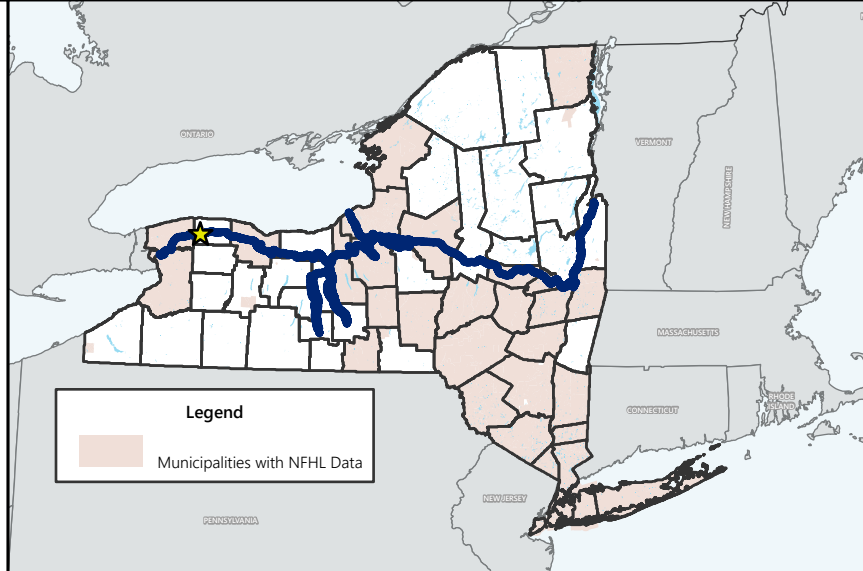 ONTARIO
VERMONT
NEW HAMPSHIRE
MASSACHUSETTS
CONNECTICUT
RHODE
ISLAND
Legend
Municipalities with NFHL Data
NEW JERSEY
PENNSYLVANIA